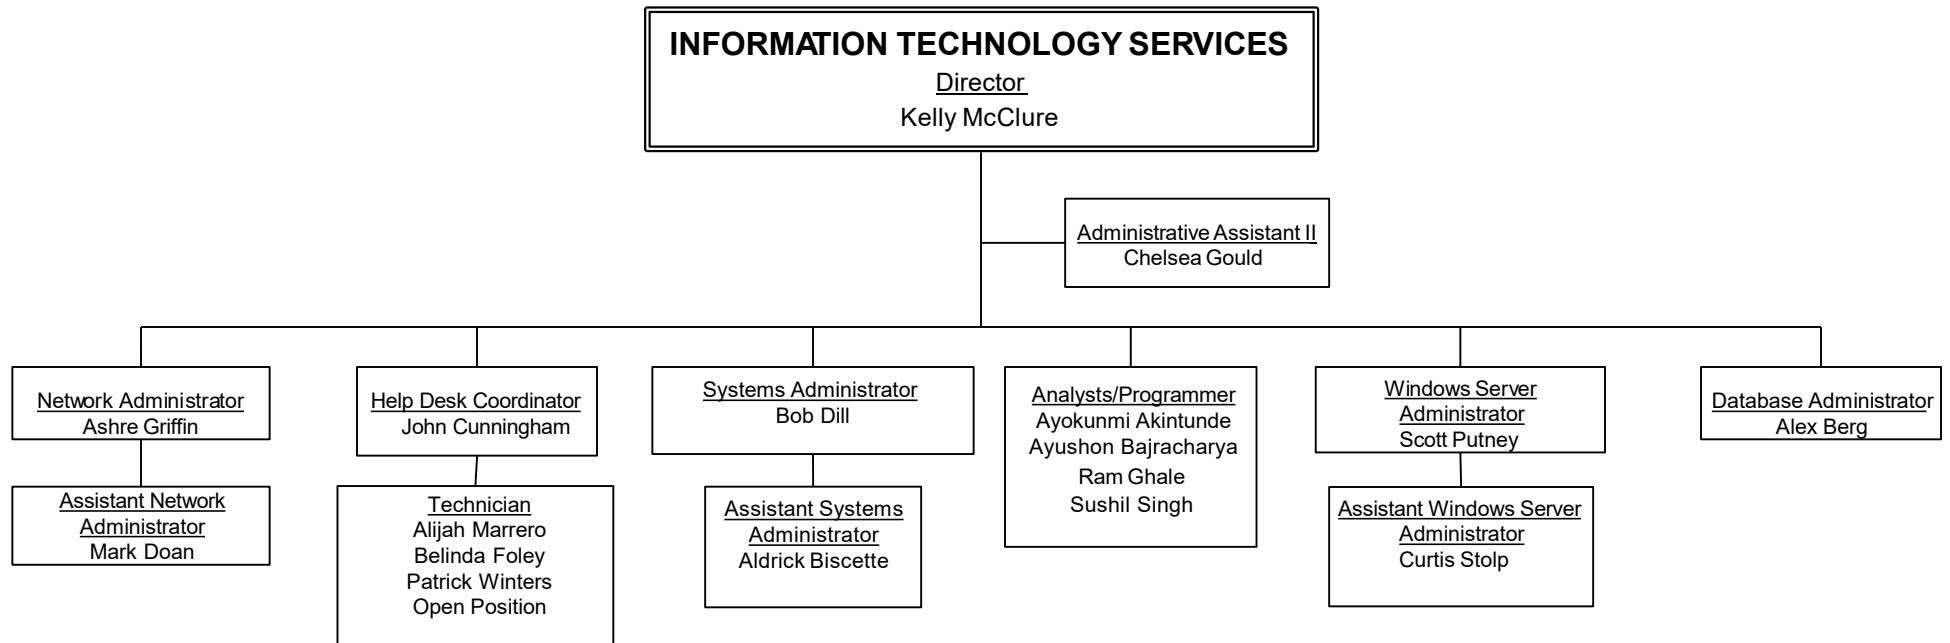 INFORMATION TECHNOLOGY SERVICES
Director
Kelly McClure
Administrative Assistant II
Chelsea Gould
Network Administrator
Ashre Griffin
Help Desk Coordinator
John Cunningham
Systems Administrator
Bob Dill
Analysts/Programmer
Ayokunmi Akintunde
Ayushon Bajracharya
Ram Ghale
Sushil Singh
Windows Server
Administrator
Scott Putney
Database Administrator
Alex Berg
Assistant Network
Administrator
Mark Doan
Technician
Alijah Marrero
Belinda Foley
Patrick Winters
Open Position
Assistant Systems
Administrator
Aldrick Biscette
Assistant Windows Server
Administrator
Curtis Stolp